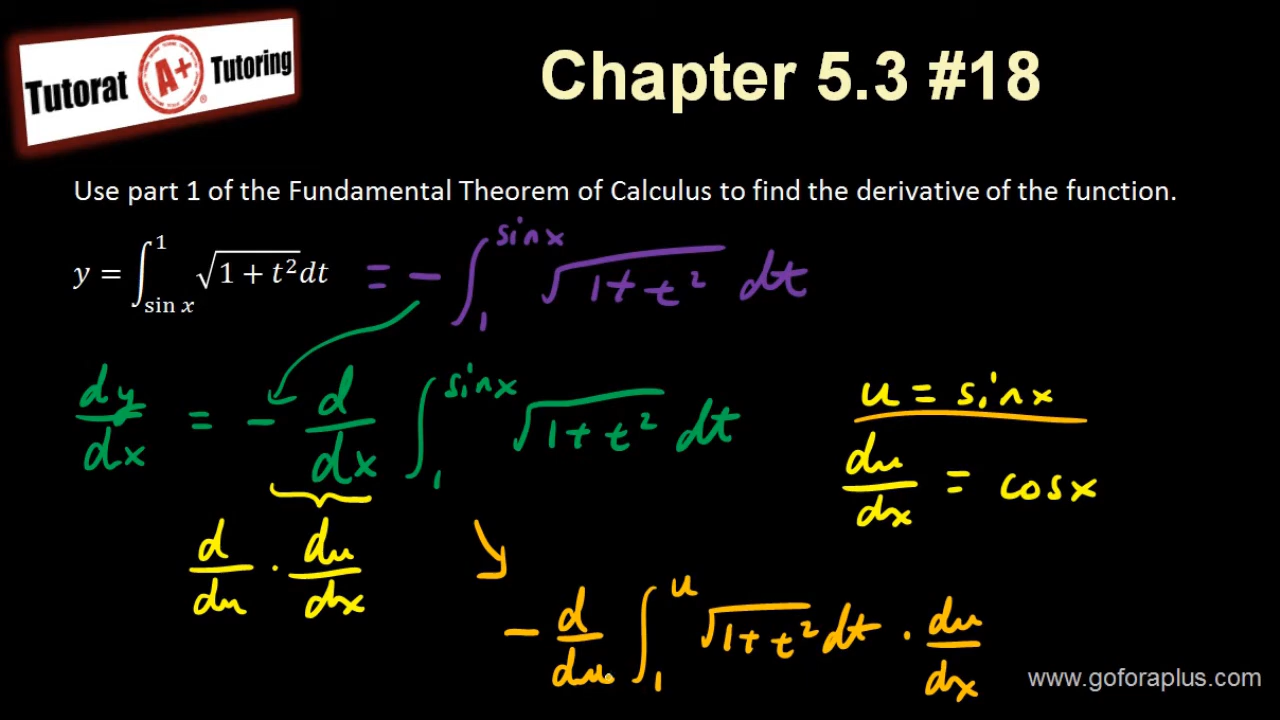 Tutorat A+ Tutoring ®
Chapter 5.3 #18
Use part 1 of the Fundamental Theorem of Calculus to find the derivative of the function.
y = ∫_{sin x}^{1} √(1 + t²) dt = - ∫_{1}^{sin x} √(1 + t²) dt
dy/dx = - d/dx ∫_{1}^{sin x} √(1 + t²) dt
u = sin x
du/dx = cos x
d/du · du/dx
- d/du ∫_{1}^{u} √(1 + t²) dt · du/dx
www.goforaplus.com